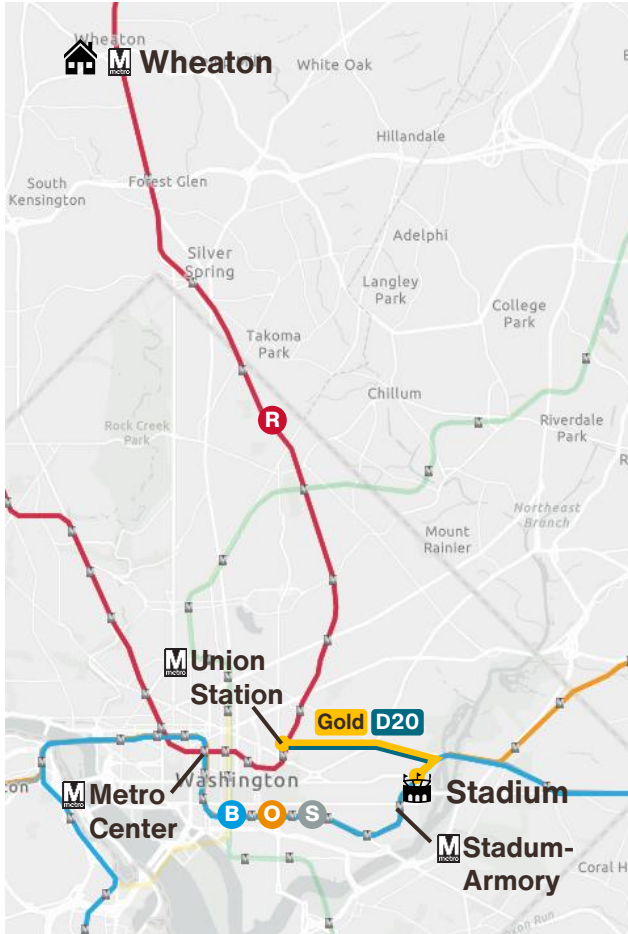 Wheaton
M
metro
Wheaton
White Oak
Hillandale
South
Kensington
Forest Glen
Adelphi
Silver
Spring
Langley
Park
College
Park
Takoma
Park
Chillum
R
Rock Creek
Park
Riverdale
Park
Northeast
Branch
Mount
Rainier
M
metro
Union
Station
Gold
D20
Washington
Stadium
M
metro
Metro
Center
B
O
S
M
metro
Stadum-
Armory
Coral H